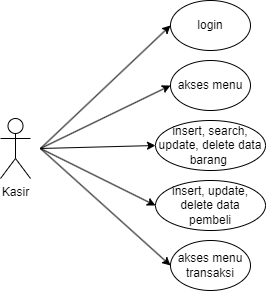 login
akses menu
insert, search,
update, delete data
barang
Kasir
insert, update,
delete data
pembeli
akses menu
transaksi